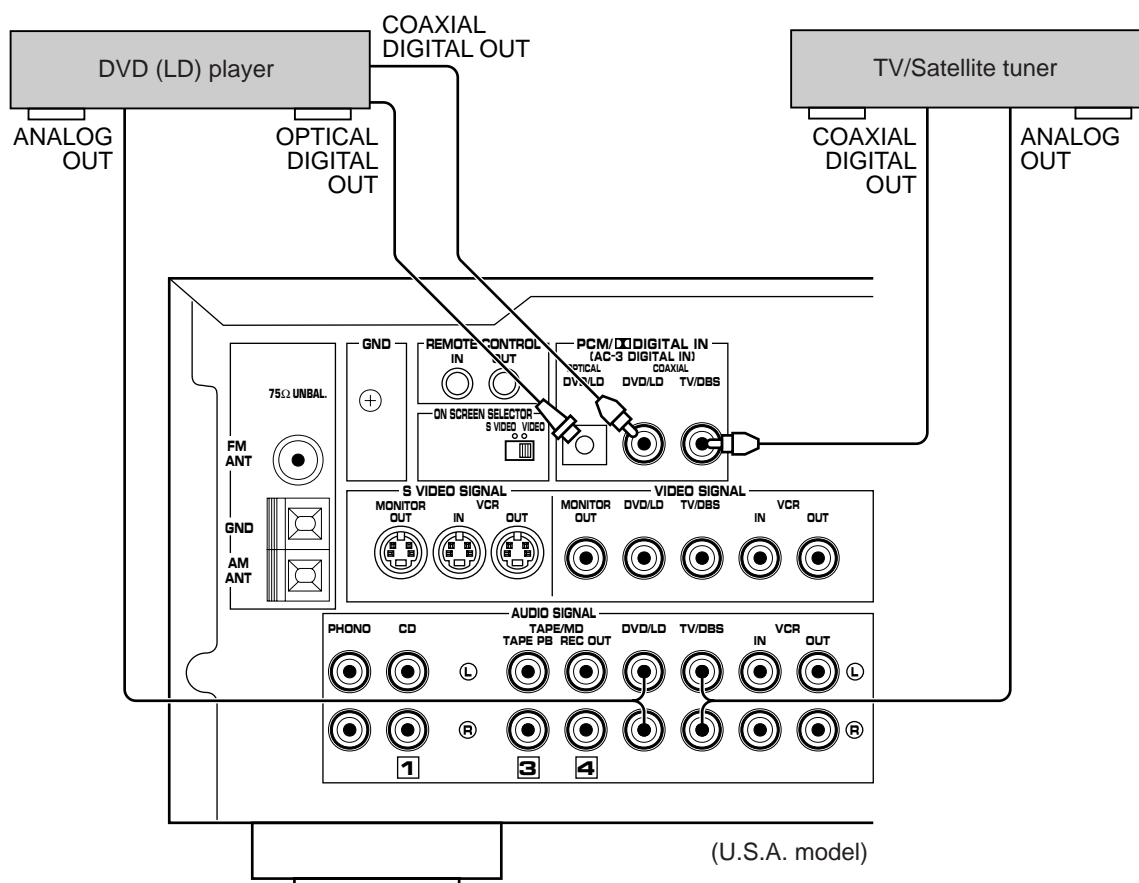 COAXIAL
DIGITAL OUT
DVD (LD) player
TV/Satellite tuner
ANALOG
OUT
OPTICAL
DIGITAL
OUT
COAXIAL
DIGITAL
OUT
ANALOG
OUT
GND
REMOTE CONTROL
IN OUT
PCM/ DIGITAL IN
(AC-3 DIGITAL IN)
OPTICAL COAXIAL
DVD/LD DVD/LD TV/DBS
75Ω UNBAL.
ON SCREEN SELECTOR
S VIDEO VIDEO
FM
ANT
GND
AM
ANT
S VIDEO SIGNAL
MONITOR
OUT
VCR
IN OUT
VIDEO SIGNAL
MONITOR
OUT
DVD/LD TV/DBS
VCR
IN OUT
AUDIO SIGNAL
PHONO CD
TAPE/MD
TAPE PB REC OUT
DVD/LD TV/DBS
VCR
IN OUT
L L
R R
1 3 4
(U.S.A. model)